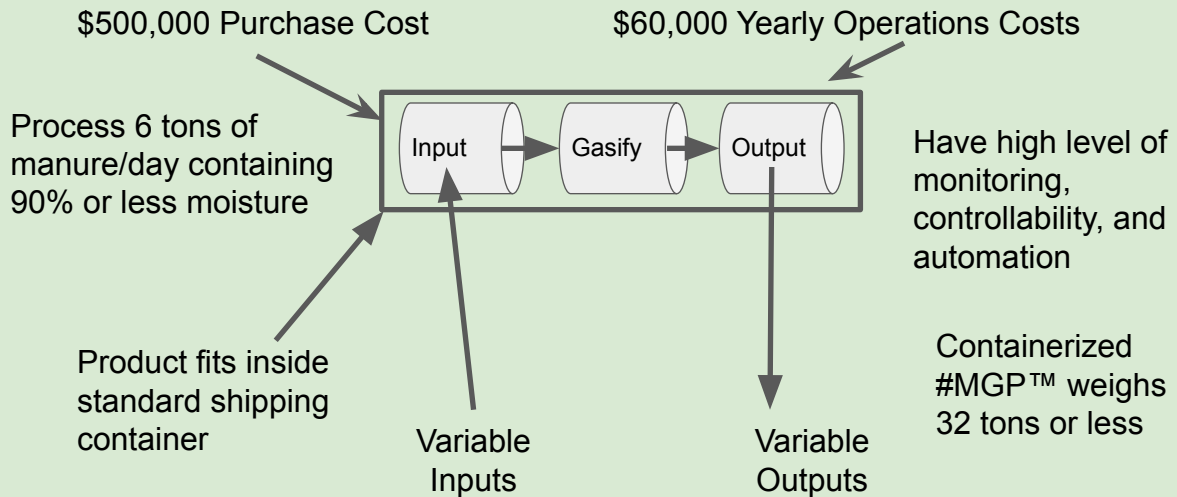 $500,000 Purchase Cost
$60,000 Yearly Operations Costs
Process 6 tons of
manure/day containing
90% or less moisture
Input
Gasify
Output
Have high level of
monitoring,
controllability, and
automation
Product fits inside
standard shipping
container
Variable
Inputs
Variable
Outputs
Containerized
#MGP™ weighs
32 tons or less